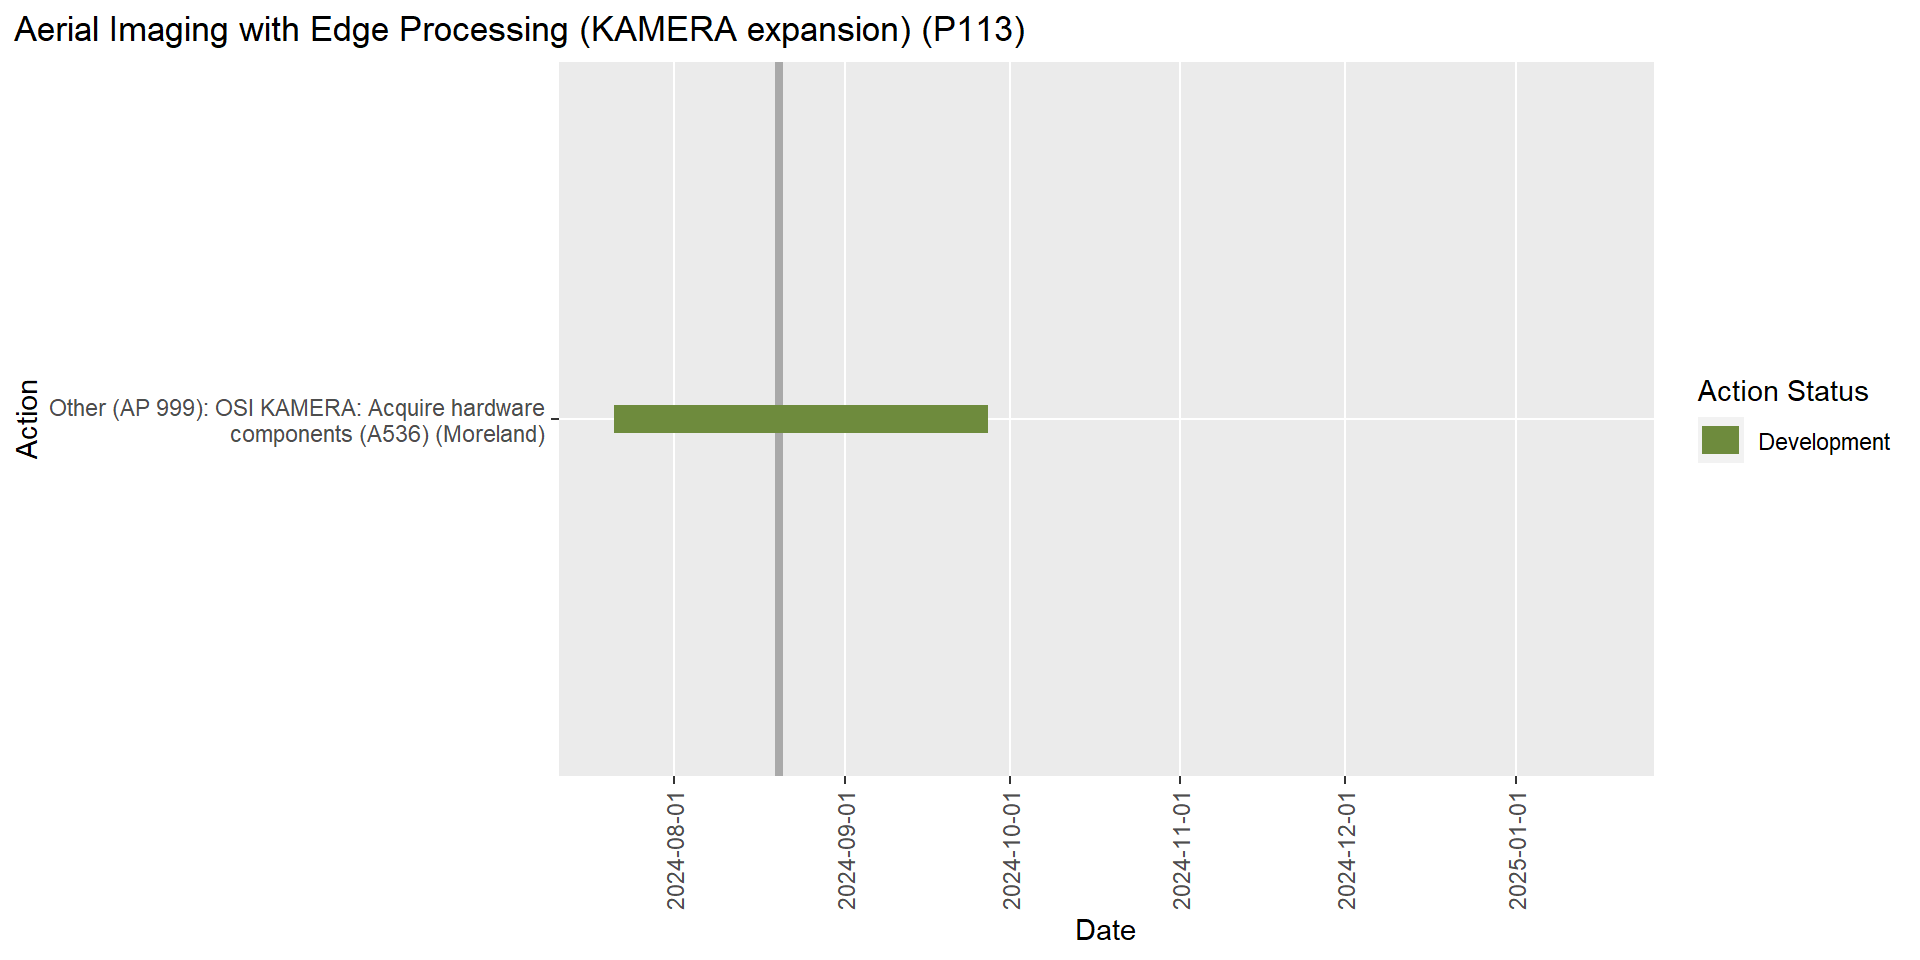 Aerial Imaging with Edge Processing (KAMERA expansion) (P113)
Action
Other (AP 999): OSI KAMERA: Acquire hardware
components (A536) (Moreland)
2024-08-01
2024-09-01
2024-10-01
2024-11-01
2024-12-01
2025-01-01
Date
Action Status
Development